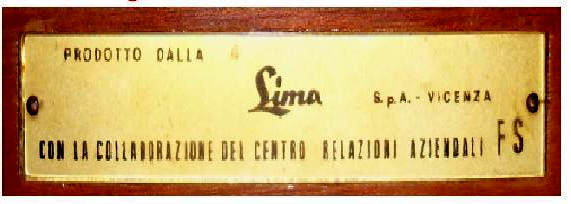 PRODOTTO DALLA
Lima S.p.A. - VICENZA
CON LA COLLABORAZIONE DEL CENTRO RELAZIONI AZIENDALI FS